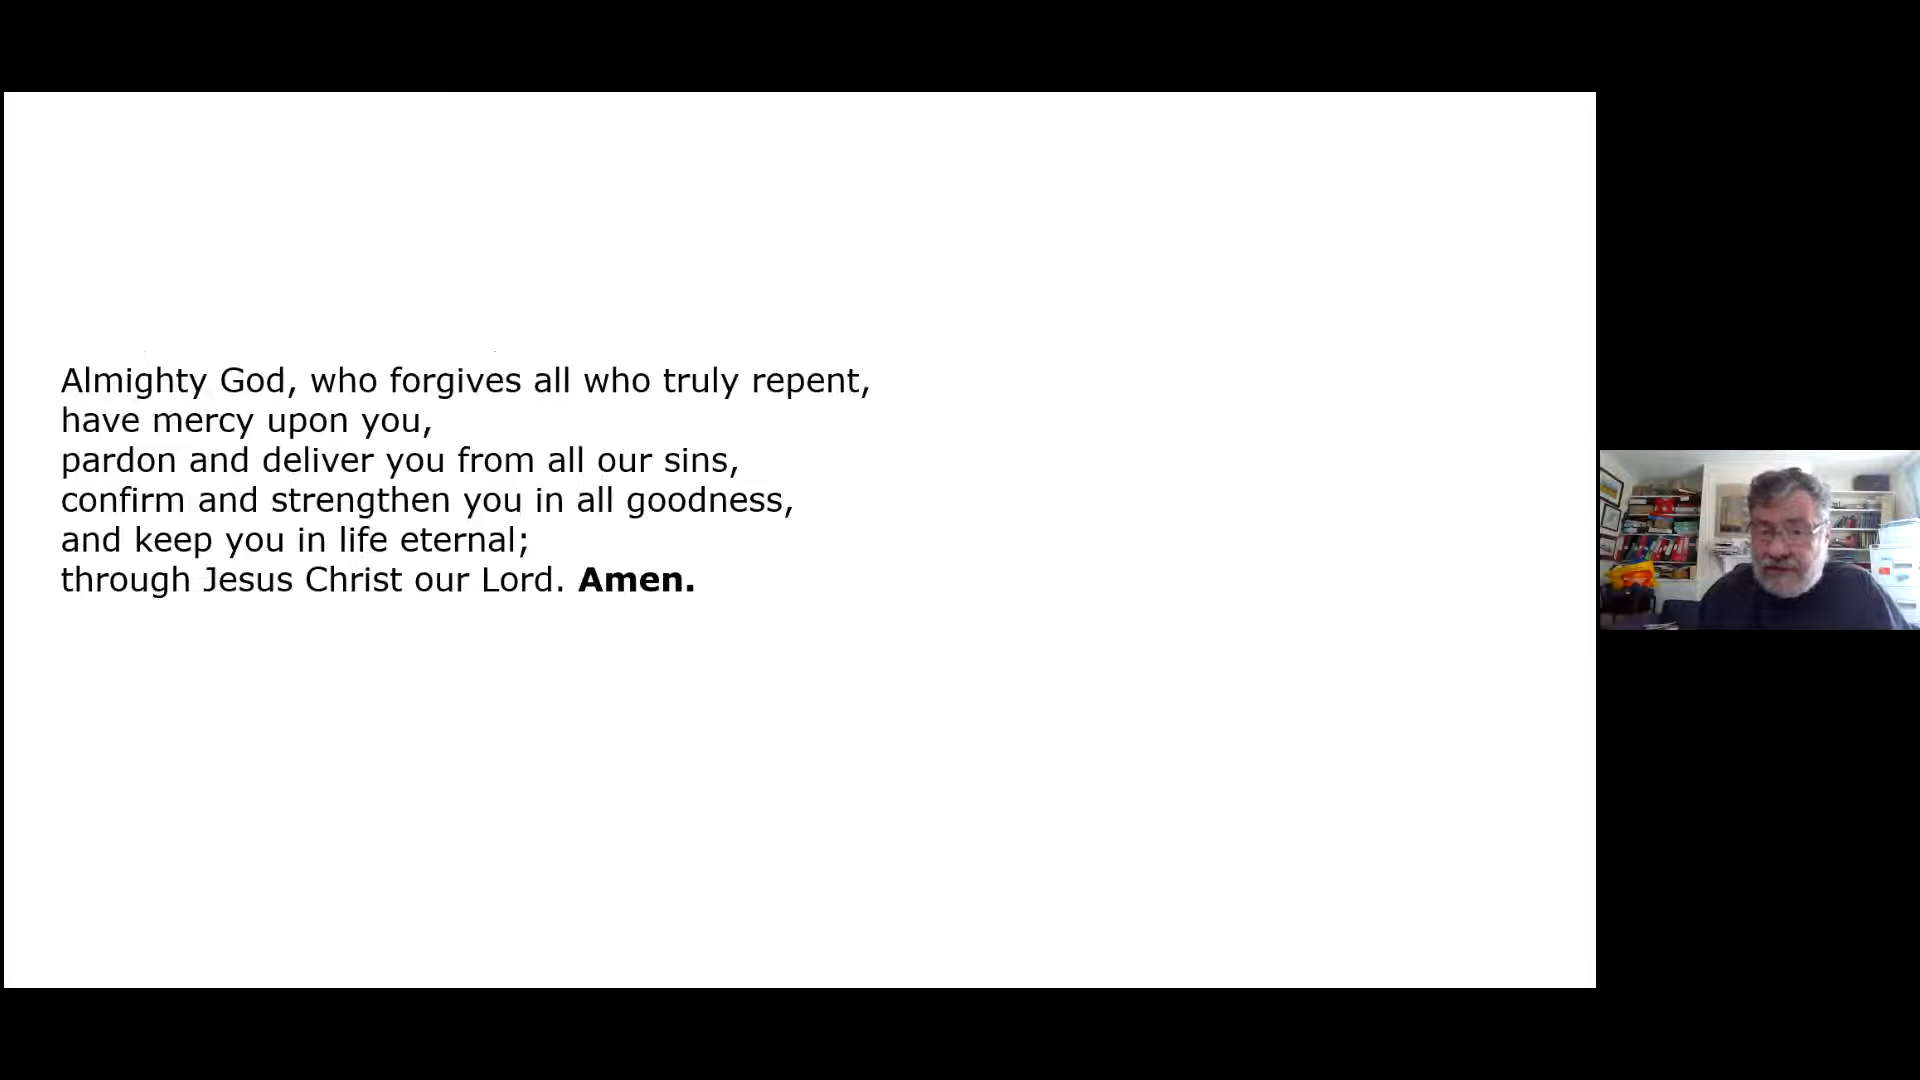 Almighty God, who forgives all who truly repent,
have mercy upon you,
pardon and deliver you from all our sins,
confirm and strengthen you in all goodness,
and keep you in life eternal;
through Jesus Christ our Lord. Amen.